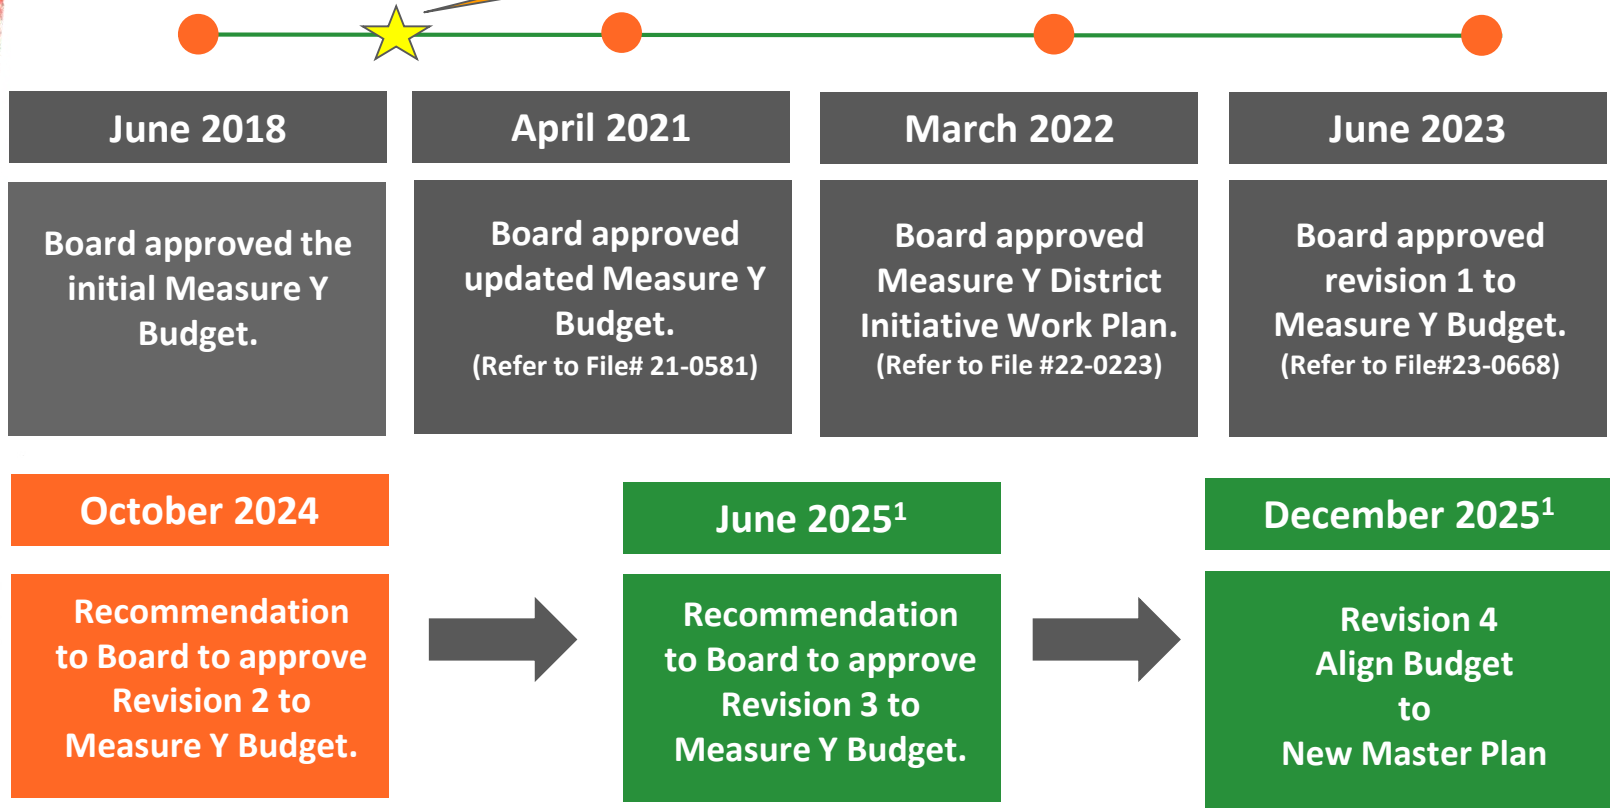 June 2018
Board approved the
initial Measure Y
Budget.
April 2021
Board approved
updated Measure Y
Budget.
(Refer to File# 21-0581)
March 2022
Board approved
Measure Y District
Initiative Work Plan.
(Refer to File #22-0223)
June 2023
Board approved
revision 1 to
Measure Y Budget.
(Refer to File#23-0668)
October 2024
Recommendation
to Board to approve
Revision 2 to
Measure Y Budget.
June 2025¹
Recommendation
to Board to approve
Revision 3 to
Measure Y Budget.
December 2025¹
Revision 4
Align Budget
to
New Master Plan